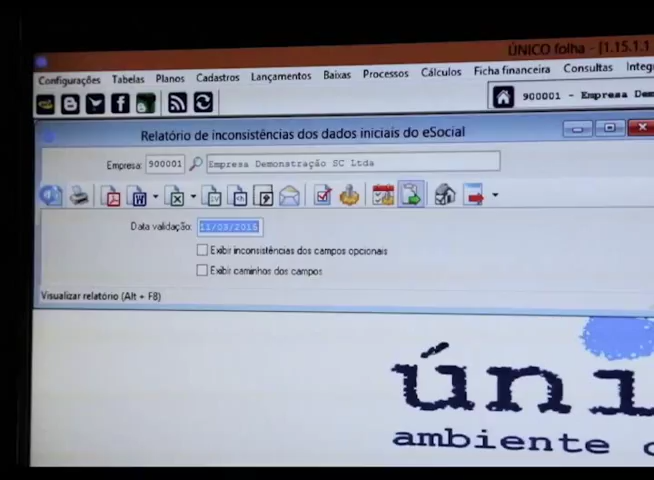 ÚNICO folha - [1.15.1.1
Configurações Tabelas Planos Cadastros Lançamentos Baixas Processos Cálculos Ficha financeira Consultas Integ
900001 - Empresa Dem
Relatório de inconsistências dos dados iniciais do eSocial
Empresa: 900001 Empresa Demonstração SC Ltda
Data validação: 11/03/2015
Exibir inconsistências dos campos opcionais
Exibir caminhos dos campos
Visualizar relatório (Alt + F8)
úni
ambiente